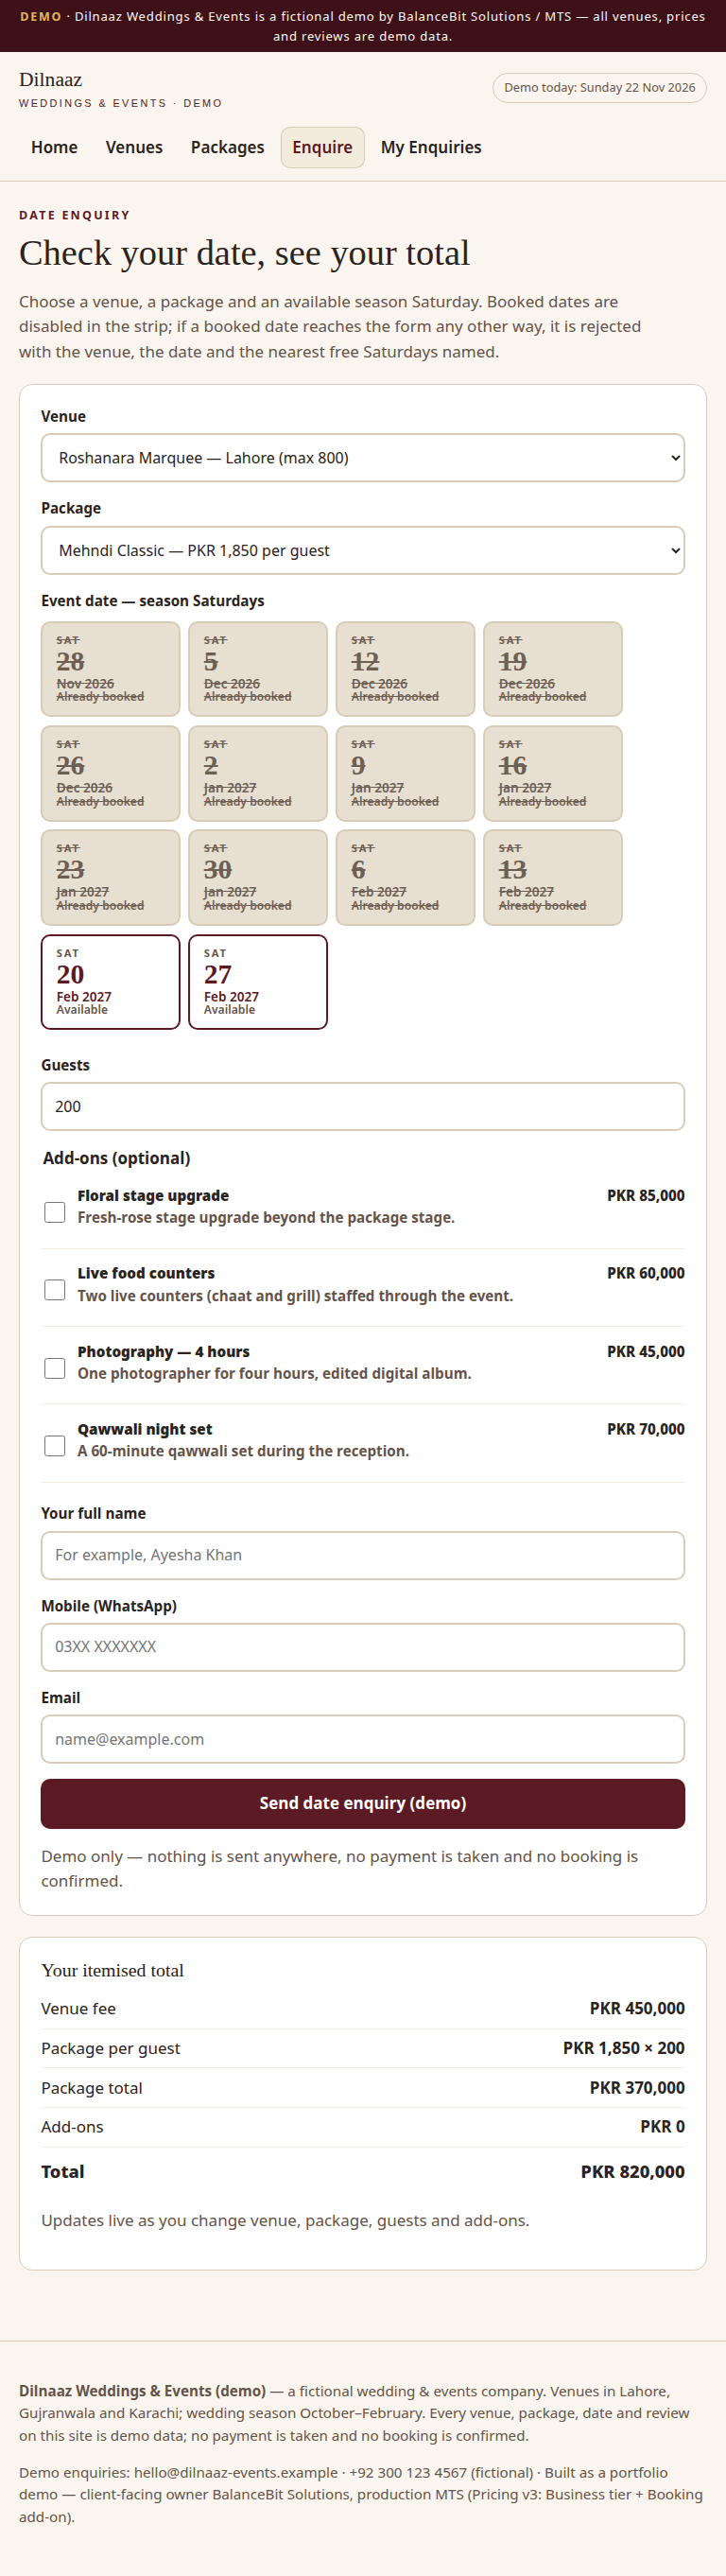 DEMO · Dilnaaz Weddings & Events is a fictional demo by BalanceBit Solutions / MTS — all venues, prices
and reviews are demo data.
Dilnaaz
WEDDINGS & EVENTS · DEMO
Demo today: Sunday 22 Nov 2026
Home Venues Packages Enquire My Enquiries
DATE ENQUIRY
Check your date, see your total
Choose a venue, a package and an available season Saturday. Booked dates are
disabled in the strip; if a booked date reaches the form any other way, it is rejected
with the venue, the date and the nearest free Saturdays named.
Venue
Roshanara Marquee — Lahore (max 800)
Package
Mehndi Classic — PKR 1,850 per guest
Event date — season Saturdays
SAT SAT SAT SAT
28 5 12 19
Nov 2026 Dec 2026 Dec 2026 Dec 2026
Already booked Already booked Already booked Already booked
SAT SAT SAT SAT
26 2 9 16
Dec 2026 Jan 2027 Jan 2027 Jan 2027
Already booked Already booked Already booked Already booked
SAT SAT SAT SAT
23 30 6 13
Jan 2027 Jan 2027 Feb 2027 Feb 2027
Already booked Already booked Already booked Already booked
SAT SAT
20 27
Feb 2027 Feb 2027
Available Available
Guests
200
Add-ons (optional)
Floral stage upgrade PKR 85,000
Fresh-rose stage upgrade beyond the package stage.
Live food counters PKR 60,000
Two live counters (chaat and grill) staffed through the event.
Photography — 4 hours PKR 45,000
One photographer for four hours, edited digital album.
Qawwali night set PKR 70,000
A 60-minute qawwali set during the reception.
Your full name
For example, Ayesha Khan
Mobile (WhatsApp)
03XX XXXXXXX
Email
name@example.com
Send date enquiry (demo)
Demo only — nothing is sent anywhere, no payment is taken and no booking is
confirmed.
Your itemised total
Venue fee PKR 450,000
Package per guest PKR 1,850 × 200
Package total PKR 370,000
Add-ons PKR 0
Total PKR 820,000
Updates live as you change venue, package, guests and add-ons.
Dilnaaz Weddings & Events (demo) — a fictional wedding & events company. Venues in Lahore,
Gujranwala and Karachi; wedding season October–February. Every venue, package, date and review
on this site is demo data; no payment is taken and no booking is confirmed.
Demo enquiries: hello@dilnaaz-events.example · +92 300 123 4567 (fictional) · Built as a portfolio
demo — client-facing owner BalanceBit Solutions, production MTS (Pricing v3: Business tier + Booking
add-on).